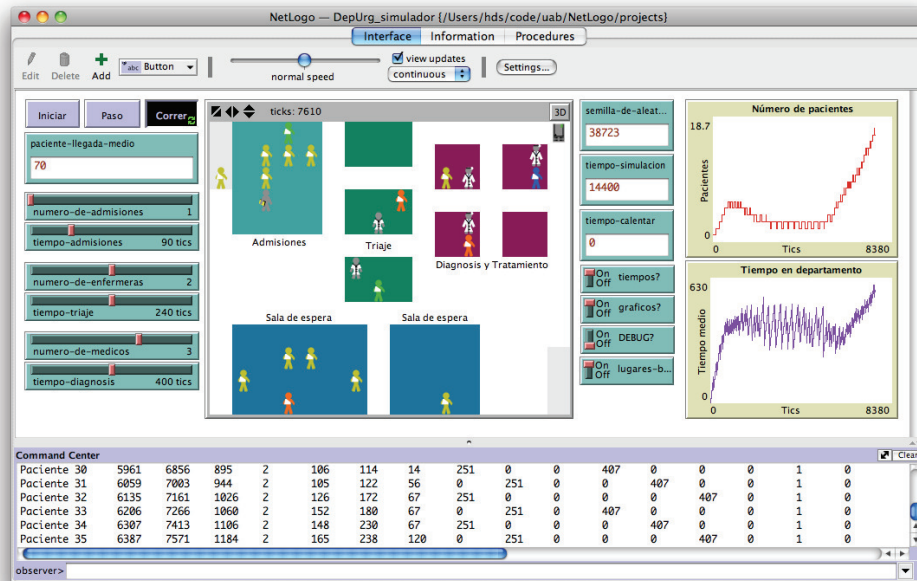 NetLogo — DepUrg_simulador {/Users/hds/code/uab/NetLogo/projects}
Interface Information Procedures
Edit Delete Add abc Button normal speed view updates continuous Settings...
Iniciar Paso Correr
paciente-llegada-medio
70
numero-de-admisiones 1
tiempo-admisiones 90 tics
numero-de-enfermeras 2
tiempo-triaje 240 tics
numero-de-medicos 3
tiempo-diagnosis 400 tics
ticks: 7610 3D
Admisiones
Triaje
Diagnosis y Tratamiento
Sala de espera Sala de espera
semilla-de-aleat...
38723
tiempo-simulacion
14400
tiempo-calentar
0
On Off tiempos?
On Off graficos?
On Off DEBUG?
On Off lugares-b...
Número de pacientes
18.7
Pacientes
0
0 Tics 8380
Tiempo en departamento
630
Tiempo medio
0
0 Tics 8380
Command Center Clear
Paciente 30 5961 6856 895 2 106 114 14 251 0 0 407 0 0 0 1 0
Paciente 31 6059 7003 944 2 105 122 56 0 251 0 0 407 0 0 1 0
Paciente 32 6135 7161 1026 2 126 172 67 251 0 0 0 0 407 0 1 0
Paciente 33 6206 7266 1060 2 152 180 67 0 251 0 407 0 0 0 1 0
Paciente 34 6307 7413 1106 2 148 230 67 251 0 0 0 407 0 0 1 0
Paciente 35 6387 7571 1184 2 165 238 120 0 251 0 0 0 407 0 1 0
observer>